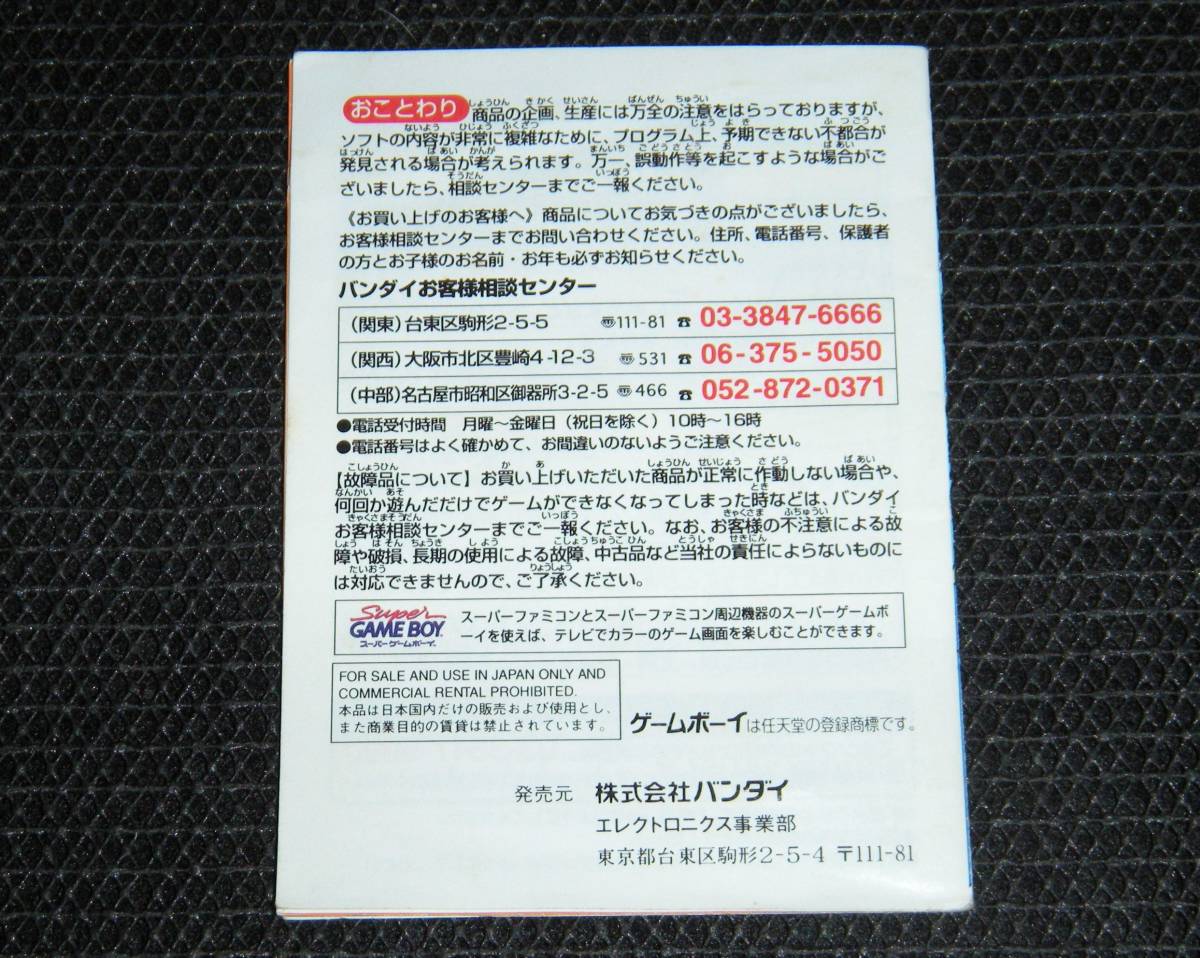 おことわり 商品の企画、生産には万全の注意をはらっておりますが、
ソフトの内容が非常に複雑なために、プログラム上、予期できない不都合が
発見される場合が考えられます。万一、誤動作等を起こすような場合がご
ざいましたら、相談センターまでご一報ください。
《お買い上げのお客様へ》商品についてお気づきの点がございましたら、
お客様相談センターまでお問い合わせください。住所、電話番号、保護者
の方とお子様のお名前・お年も必ずお知らせください。
バンダイお客様相談センター
(関東)台東区駒形2-5-5 〠111-81 ☎ 03-3847-6666
(関西)大阪市北区豊崎4-12-3 〠531 ☎ 06-375-5050
(中部)名古屋市昭和区御器所3-2-5 〠466 ☎ 052-872-0371
●電話受付時間 月曜〜金曜日(祝日を除く)10時〜16時
●電話番号はよく確かめて、お間違いのないようご注意ください。
【故障品について】お買い上げいただいた商品が正常に作動しない場合や、
何回か遊んだだけでゲームができなくなってしまった時などは、バンダイ
お客様相談センターまでご一報ください。なお、お客様の不注意による故
障や破損、長期の使用による故障、中古品など当社の責任によらないものに
は対応できませんので、ご了承ください。
Super
GAME BOY
スーパーゲームボーイ
スーパーファミコンとスーパーファミコン周辺機器のスーパーゲームボ
ーイを使えば、テレビでカラーのゲーム画面を楽しむことができます。
FOR SALE AND USE IN JAPAN ONLY AND
COMMERCIAL RENTAL PROHIBITED.
本品は日本国内だけの販売および使用とし、
また商業目的の賃貸は禁止されています。
ゲームボーイは任天堂の登録商標です。
発売元 株式会社バンダイ
エレクトロニクス事業部
東京都台東区駒形2-5-4 〒111-81